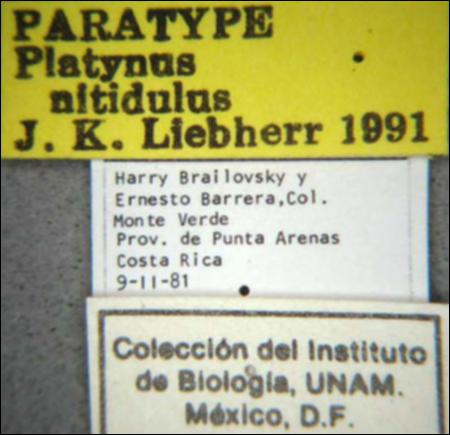 PARATYPE
Platynus
nitidulus
J. K. Liebherr 1991
Harry Brailovsky y
Ernesto Barrera,Col.
Monte Verde
Prov. de Punta Arenas
Costa Rica
9-II-81
Colección del Instituto
de Biología, UNAM.
México, D.F.